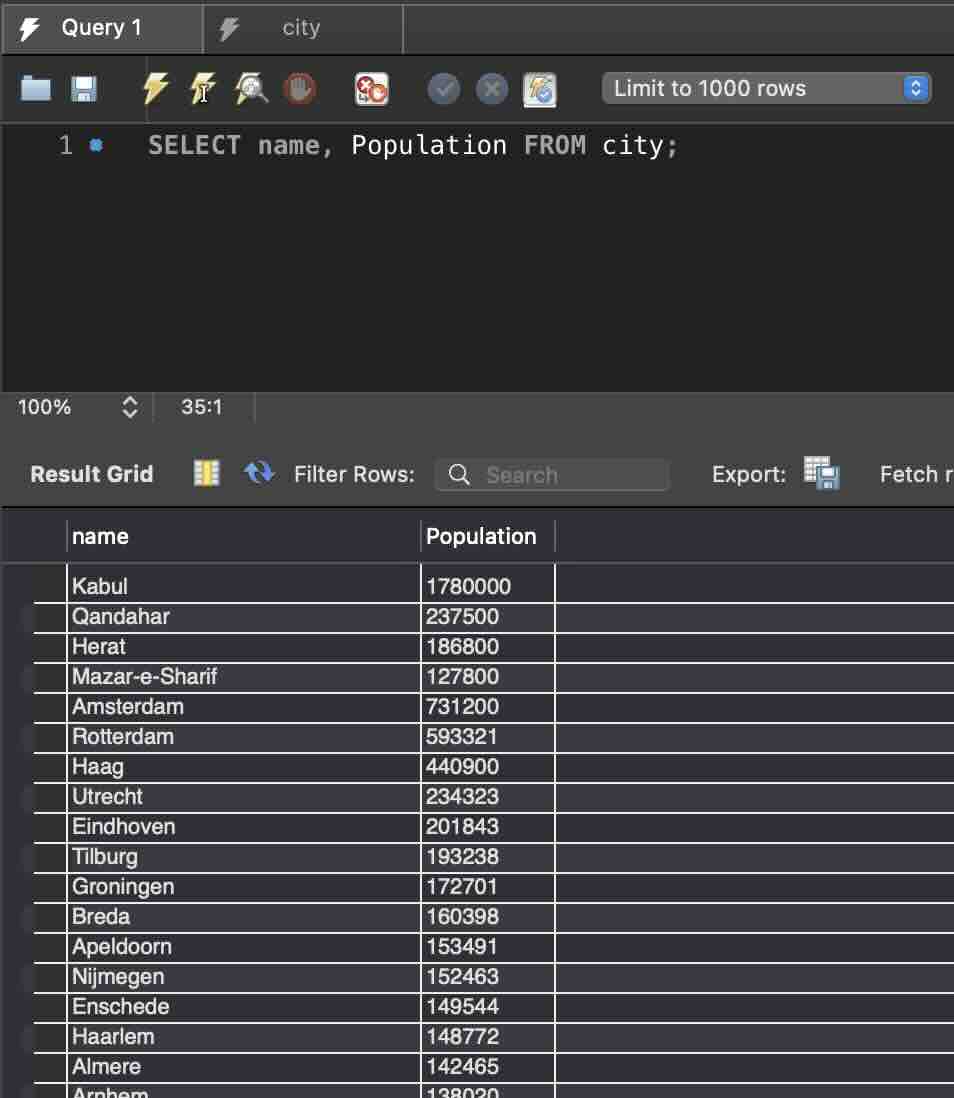 Query 1 city
Limit to 1000 rows
1 SELECT name, Population FROM city;
100% 35:1
Result Grid Filter Rows: Search Export: Fetch r
name Population
Kabul 1780000
Qandahar 237500
Herat 186800
Mazar-e-Sharif 127800
Amsterdam 731200
Rotterdam 593321
Haag 440900
Utrecht 234323
Eindhoven 201843
Tilburg 193238
Groningen 172701
Breda 160398
Apeldoorn 153491
Nijmegen 152463
Enschede 149544
Haarlem 148772
Almere 142465
Arnhem 138020